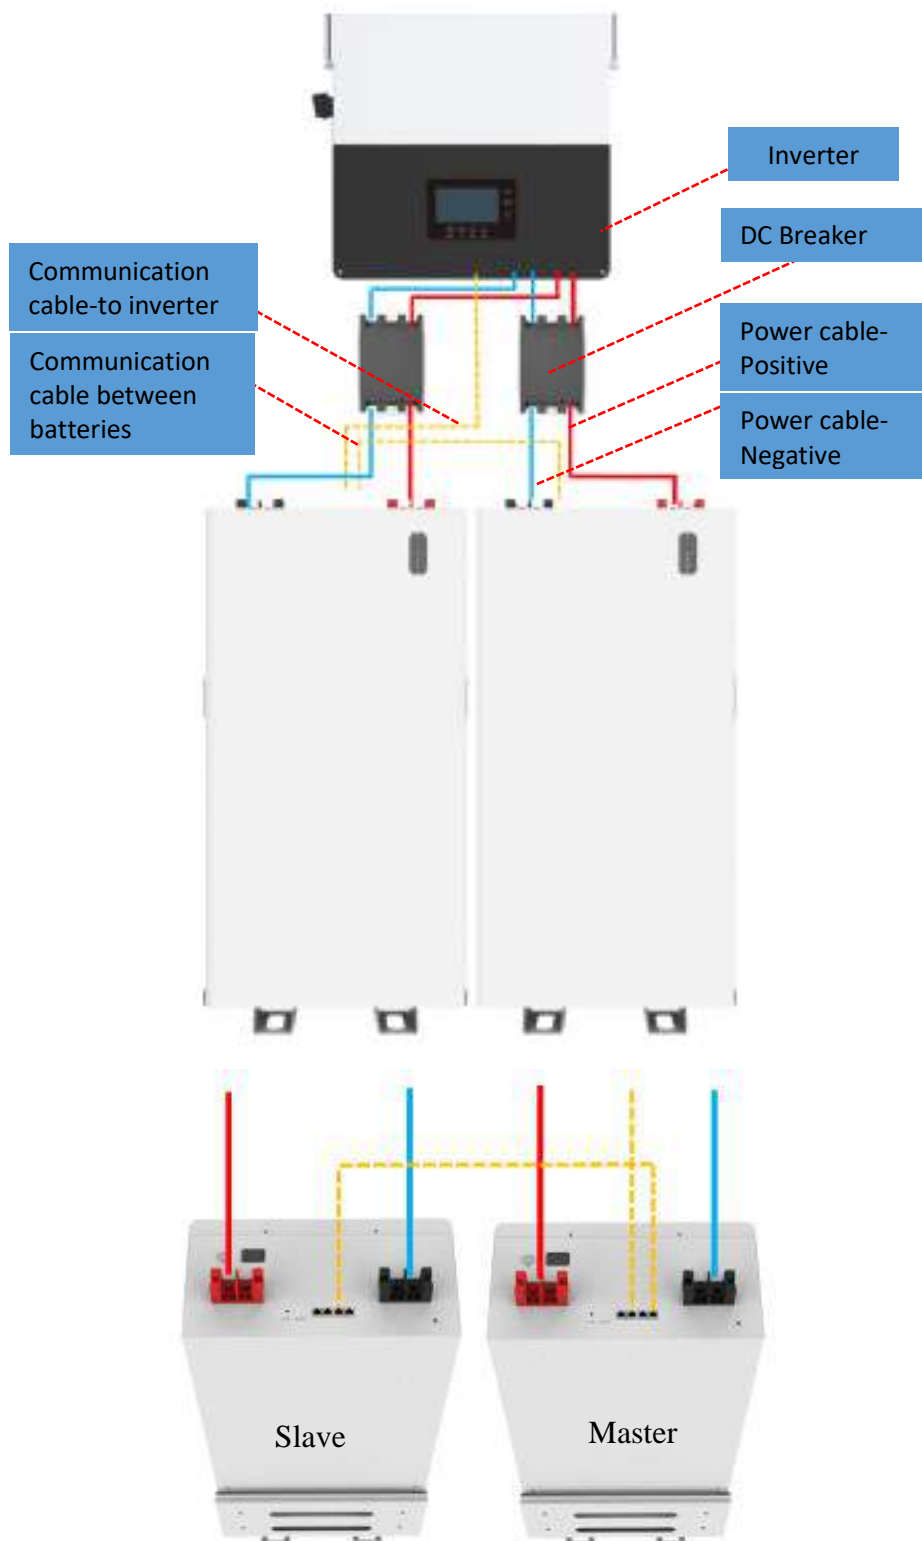 Inverter
DC Breaker
Communication
cable-to inverter
Communication
cable between
batteries
Power cable-
Positive
Power cable-
Negative
Slave
Master